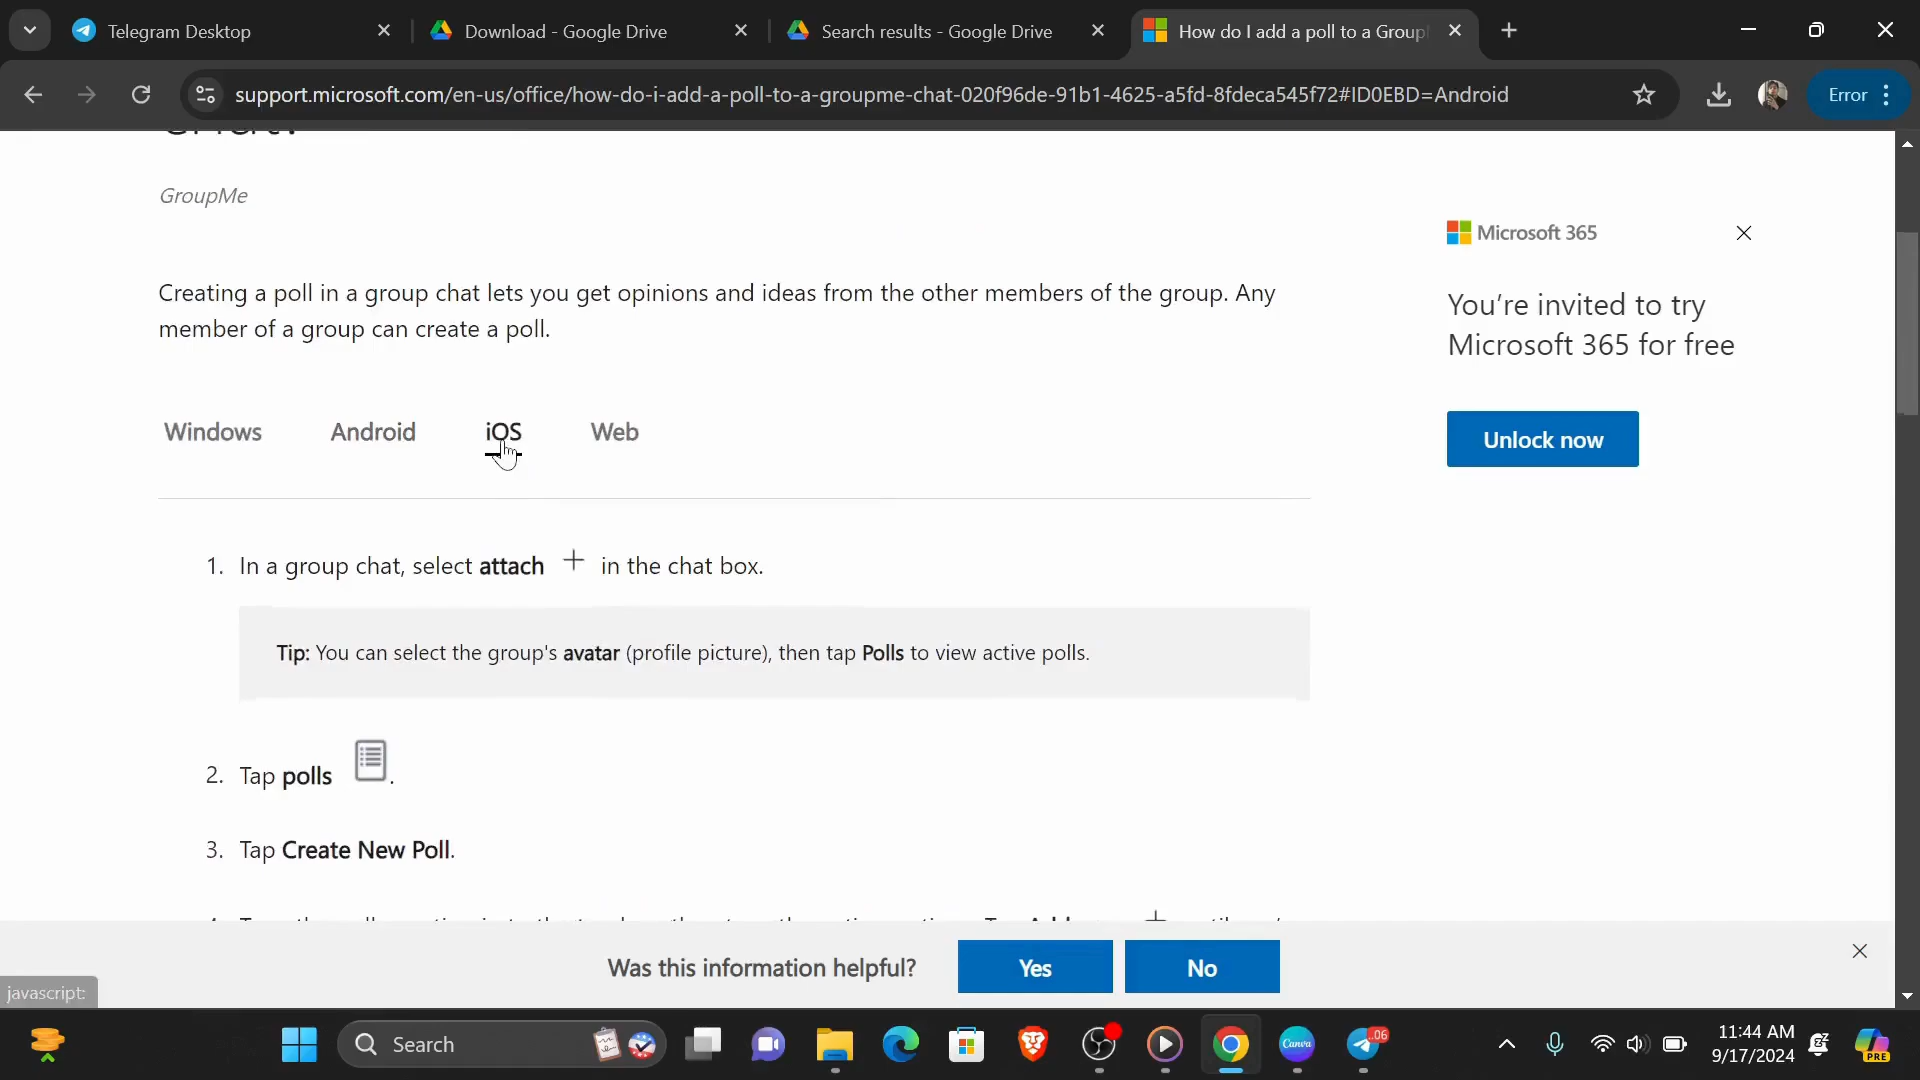 Telegram Desktop
Download - Google Drive
Search results - Google Drive
How do I add a poll to a Group
support.microsoft.com/en-us/office/how-do-i-add-a-poll-to-a-groupme-chat-020f96de-91b1-4625-a5fd-8fdeca545f72#ID0EBD=Android
Error
GroupMe
Creating a poll in a group chat lets you get opinions and ideas from the other members of the group. Any
member of a group can create a poll.
Microsoft 365
You're invited to try
Microsoft 365 for free
Unlock now
Windows
Android
iOS
Web
1. In a group chat, select attach + in the chat box.
Tip: You can select the group's avatar (profile picture), then tap Polls to view active polls.
2. Tap polls .
3. Tap Create New Poll.
Was this information helpful?
Yes
No
javascript:
Search
Canva
.06
11:44 AM
9/17/2024
PRE